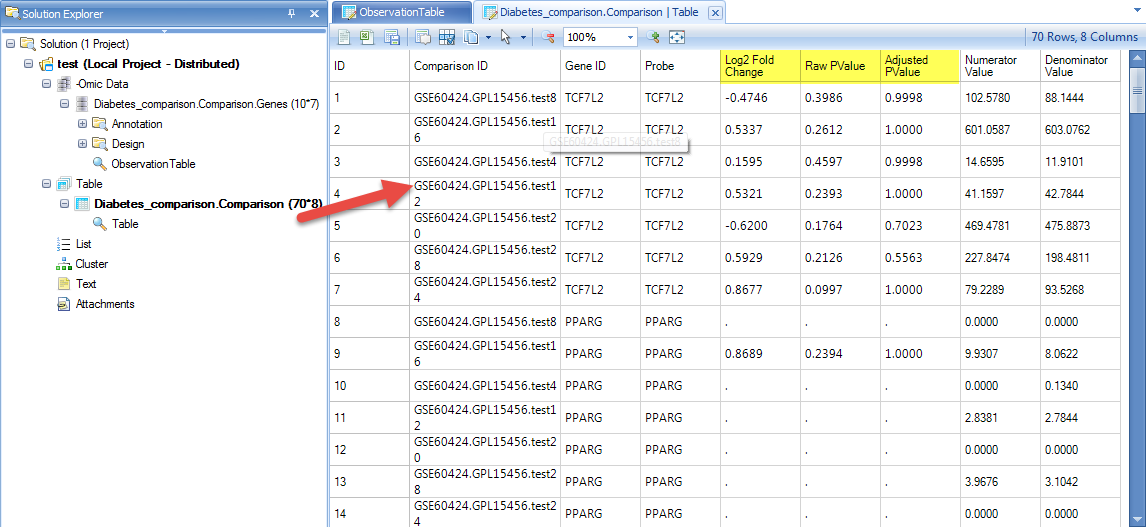 Solution Explorer
Solution (1 Project)
test (Local Project - Distributed)
-Omic Data
Diabetes_comparison.Comparison.Genes (10*7)
Annotation
Design
ObservationTable
Table
Diabetes_comparison.Comparison (70*8)
Table
List
Cluster
Text
Attachments
ObservationTable
Diabetes_comparison.Comparison | Table
100%
70 Rows, 8 Columns
ID Comparison ID Gene ID Probe Log2 Fold Change Raw PValue Adjusted PValue Numerator Value Denominator Value
1 GSE60424.GPL15456.test8 TCF7L2 TCF7L2 -0.4746 0.3986 0.9998 102.5780 88.1444
2 GSE60424.GPL15456.test16 TCF7L2 TCF7L2 0.5337 0.2612 1.0000 601.0587 603.0762
GSE60424.GPL15456.test8
3 GSE60424.GPL15456.test4 TCF7L2 TCF7L2 0.1595 0.4597 0.9998 14.6595 11.9101
4 GSE60424.GPL15456.test12 TCF7L2 TCF7L2 0.5321 0.2393 1.0000 41.1597 42.7844
5 GSE60424.GPL15456.test20 TCF7L2 TCF7L2 -0.6200 0.1764 0.7023 469.4781 475.8873
6 GSE60424.GPL15456.test28 TCF7L2 TCF7L2 0.5929 0.2126 0.5563 227.8474 198.4811
7 GSE60424.GPL15456.test24 TCF7L2 TCF7L2 0.8677 0.0997 1.0000 79.2289 93.5268
8 GSE60424.GPL15456.test8 PPARG PPARG . . . 0.0000 0.0000
9 GSE60424.GPL15456.test16 PPARG PPARG 0.8689 0.2394 1.0000 9.9307 8.0622
10 GSE60424.GPL15456.test4 PPARG PPARG . . . 0.0000 0.1340
11 GSE60424.GPL15456.test12 PPARG PPARG . . . 2.8381 2.7844
12 GSE60424.GPL15456.test20 PPARG PPARG . . . 0.0000 0.0000
13 GSE60424.GPL15456.test28 PPARG PPARG . . . 3.9676 3.1042
14 GSE60424.GPL15456.test24 PPARG PPARG . . . 0.0000 0.0000